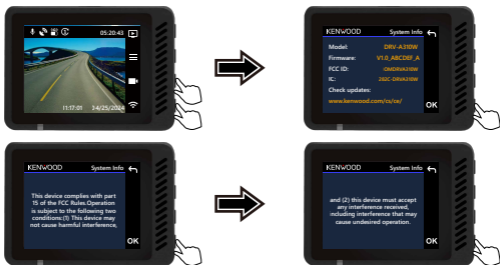 05:20:43
11:17:01 34/25/2024
KENWOOD System Info
Model: DRV-A310W
Firmware: V1.0_ABCDEF_A
FCC ID: OMDRVA310W
IC: 282C-DRVA310W
Check updates:
www.kenwood.com/cs/ce/
OK
KENWOOD System Info
This device complies with part
15 of the FCC Rules.Operation
is subject to the following two
conditions:(1) This device may
not cause harmful interference,
OK
KENWOOD System Info
and (2) this device must accept
any interference received,
including interference that may
cause undesired operation.
OK